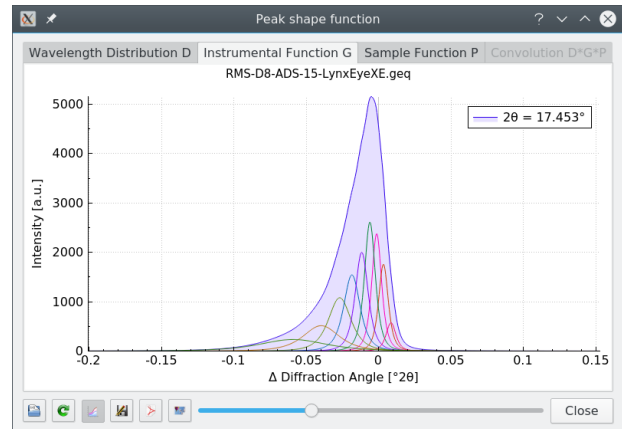 Peak shape function
Wavelength Distribution D Instrumental Function G Sample Function P Convolution D*G*P
RMS-D8-ADS-15-LynxEyeXE.geq
2θ = 17.453°
Intensity [a.u.]
5000
4000
3000
2000
1000
0
-0.2 -0.15 -0.1 -0.05 0 0.05 0.1 0.15
Δ Diffraction Angle [°2θ]
Close